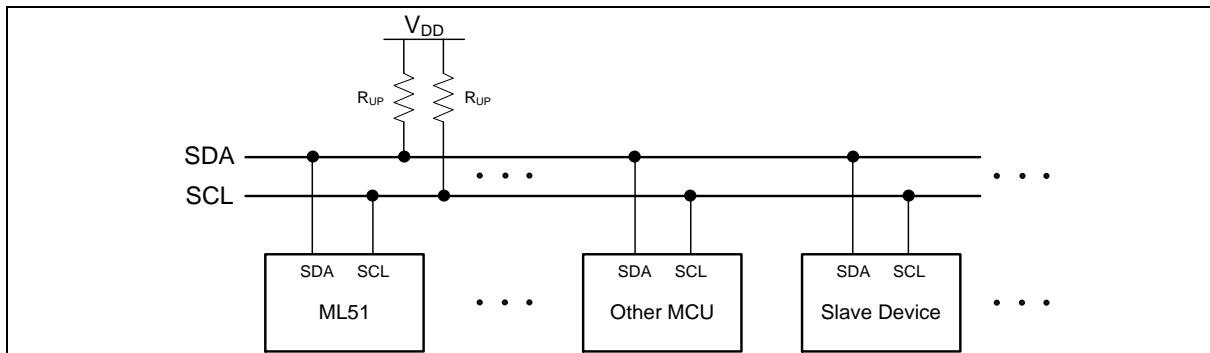 VDD
RUP RUP
SDA
SCL
SDA SCL SDA SCL SDA SCL
ML51 Other MCU Slave Device